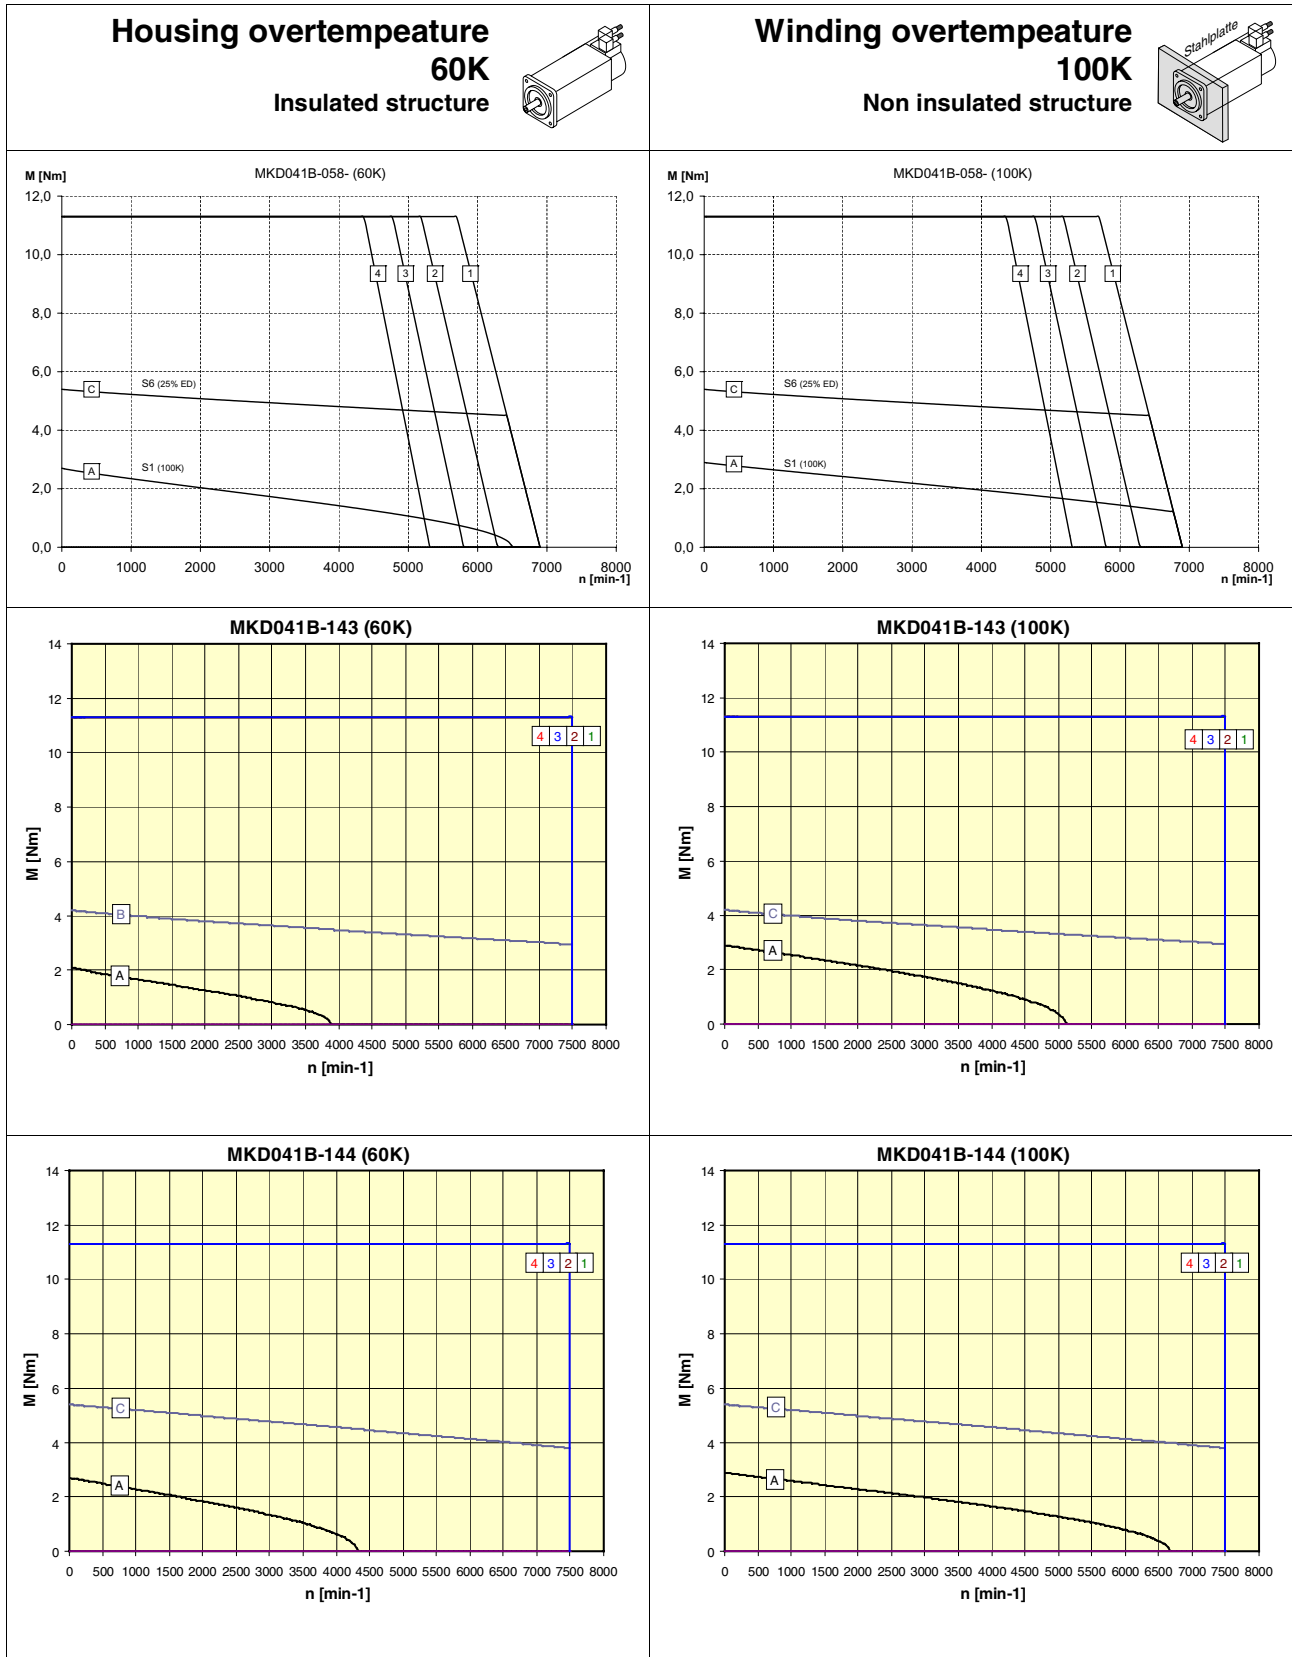 Housing overtempeature
60K
Insulated structure
Winding overtempeature
100K
Non insulated structure
Stahlplatte
M [Nm]
MKD041B-058- (60K)
12,0
10,0
4 3 2 1
8,0
6,0
C S6 (25% ED)
4,0
A S1 (100K)
2,0
0,0
0 1000 2000 3000 4000 5000 6000 7000 8000
n [min-1]
M [Nm]
MKD041B-058- (100K)
12,0
10,0
4 3 2 1
8,0
6,0
C S6 (25% ED)
4,0
A S1 (100K)
2,0
0,0
0 1000 2000 3000 4000 5000 6000 7000 8000
n [min-1]
MKD041B-143 (60K)
14
12
4 3 2 1
10
8
M [Nm]
6
4
B
2
A
0
0 500 1000 1500 2000 2500 3000 3500 4000 4500 5000 5500 6000 6500 7000 7500 8000
n [min-1]
MKD041B-143 (100K)
14
12
4 3 2 1
10
8
M [Nm]
6
4
C
A
2
0
0 500 1000 1500 2000 2500 3000 3500 4000 4500 5000 5500 6000 6500 7000 7500 8000
n [min-1]
MKD041B-144 (60K)
14
12
4 3 2 1
10
8
M [Nm]
6
C
4
A
2
0
0 500 1000 1500 2000 2500 3000 3500 4000 4500 5000 5500 6000 6500 7000 7500 8000
n [min-1]
MKD041B-144 (100K)
14
12
4 3 2 1
10
8
M [Nm]
6
C
4
A
2
0
0 500 1000 1500 2000 2500 3000 3500 4000 4500 5000 5500 6000 6500 7000 7500 8000
n [min-1]